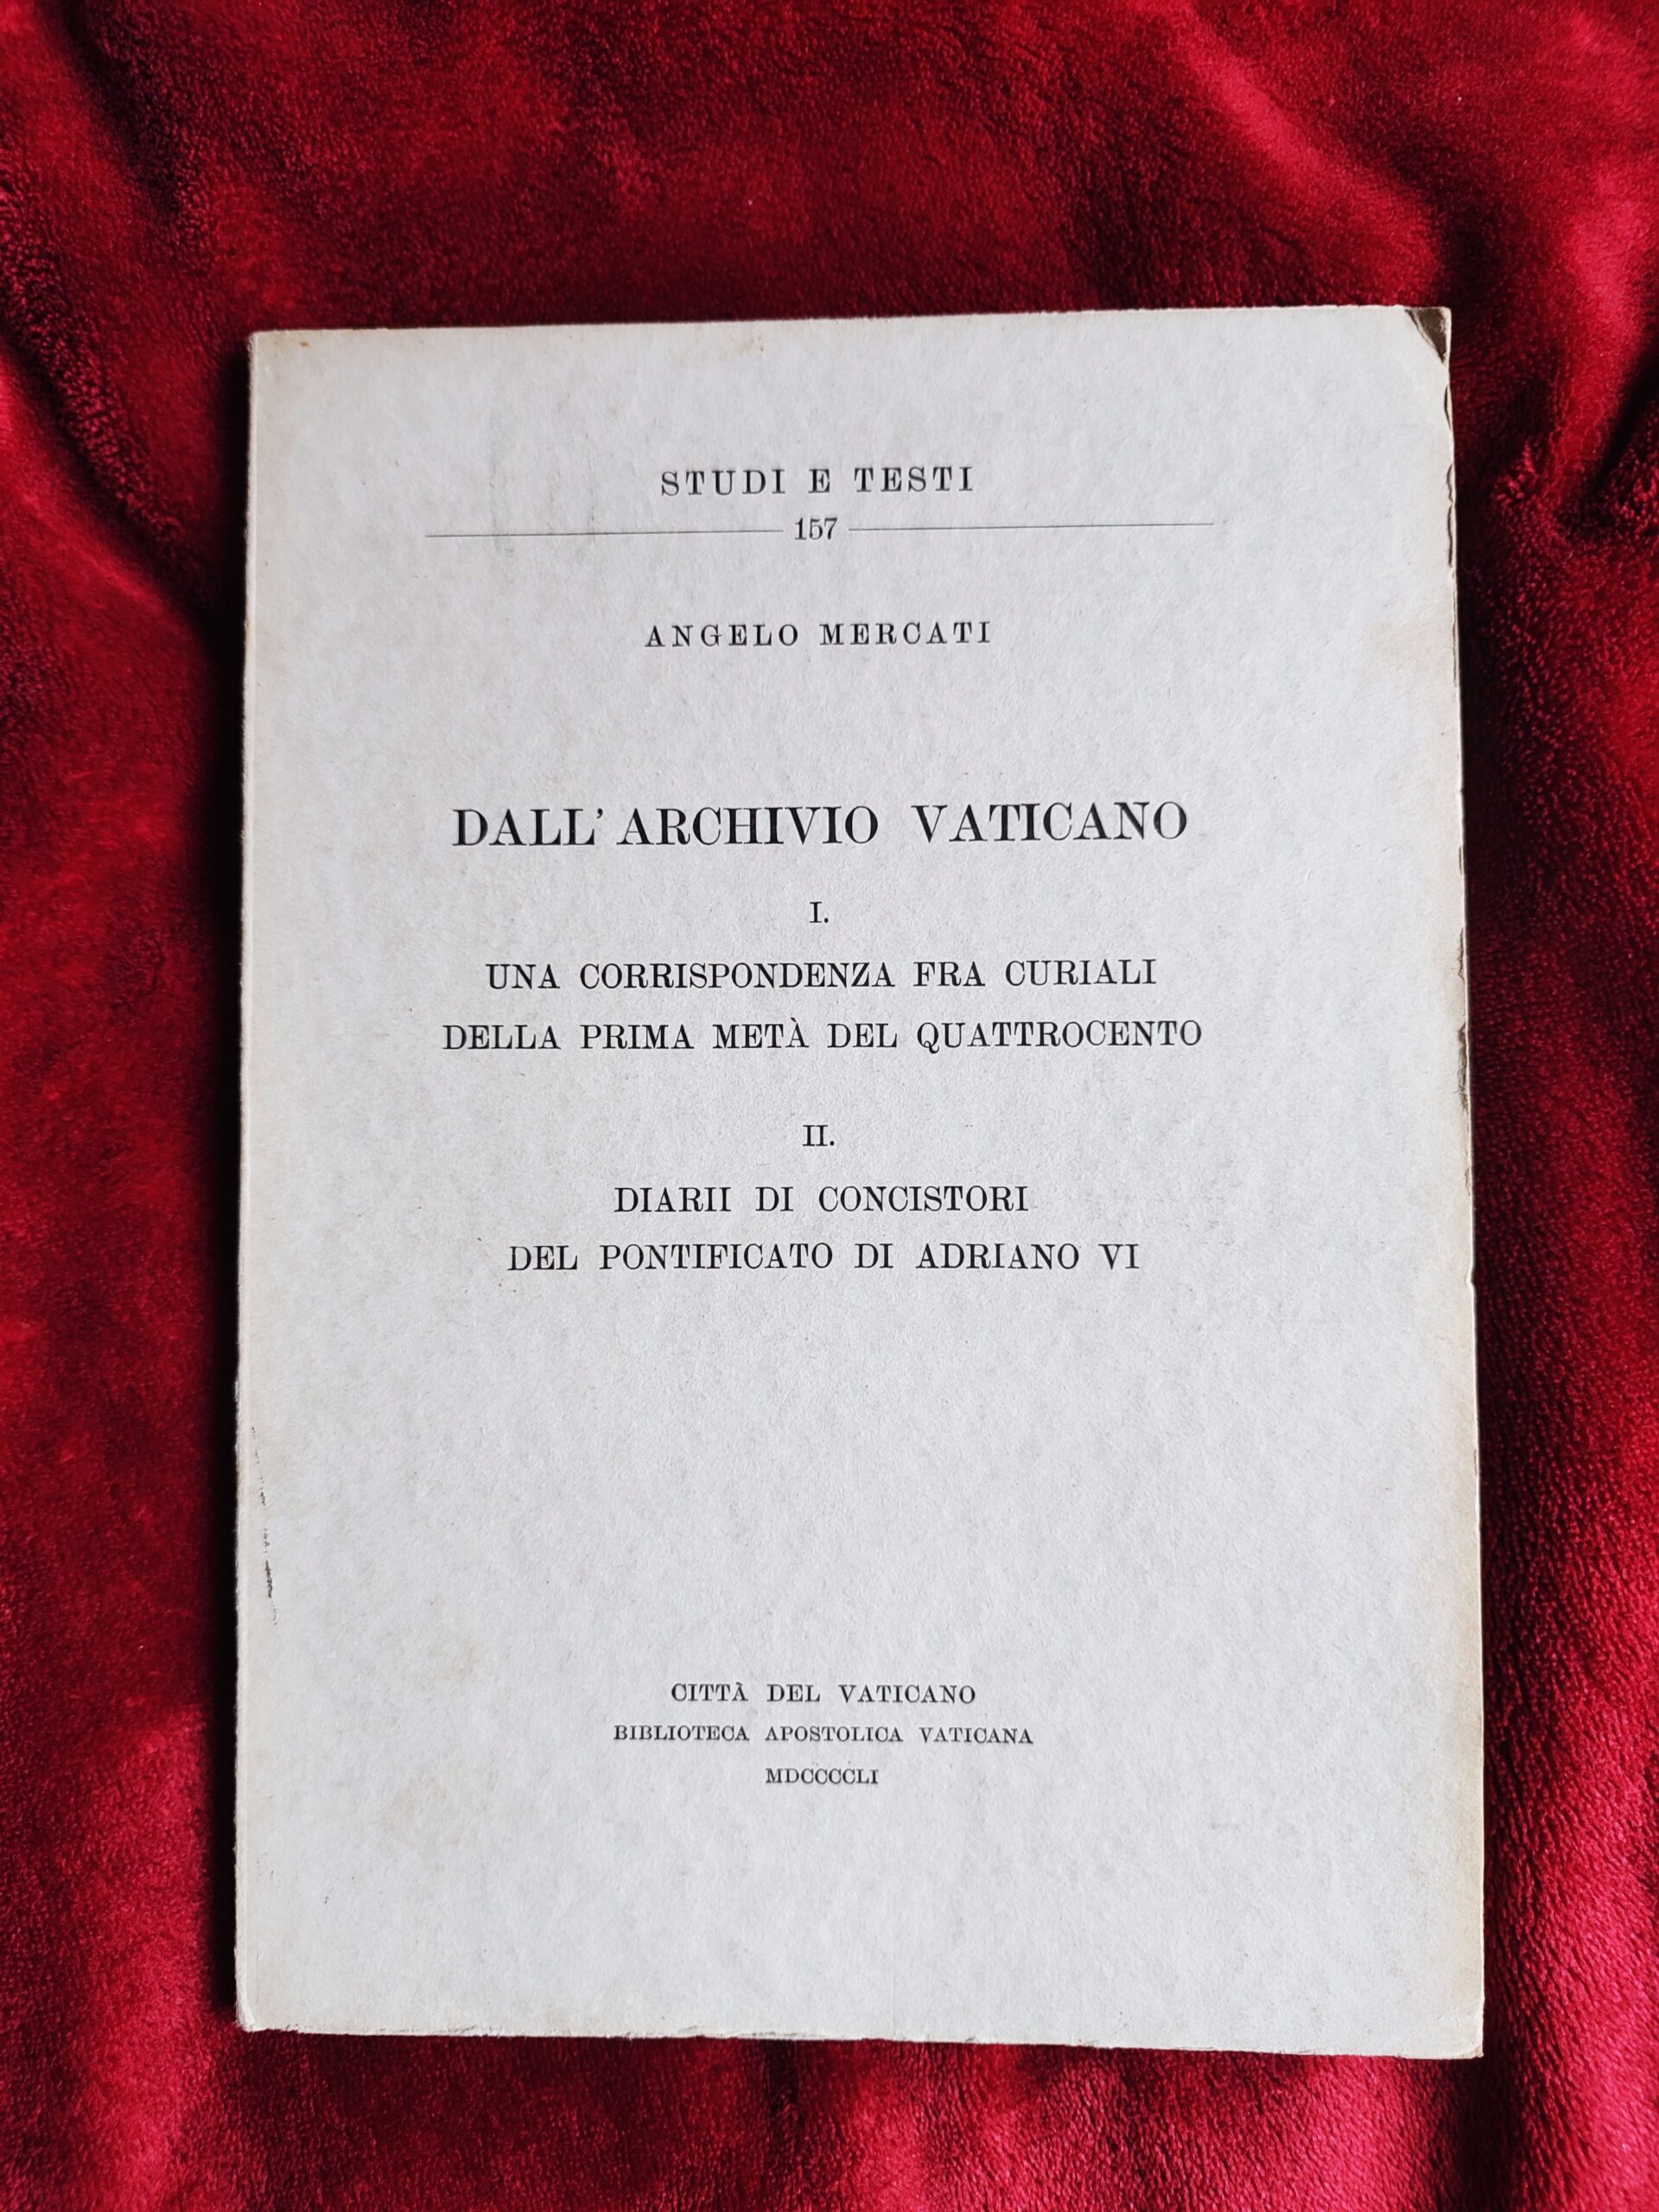 STUDI E TESTI
157
ANGELO MERCATI
DALL' ARCHIVIO VATICANO
I.
UNA CORRISPONDENZA FRA CURIALI
DELLA PRIMA METÀ DEL QUATTROCENTO
II.
DIARII DI CONCISTORI
DEL PONTIFICATO DI ADRIANO VI
CITTÀ DEL VATICANO
BIBLIOTECA APOSTOLICA VATICANA
MDCCCCLI